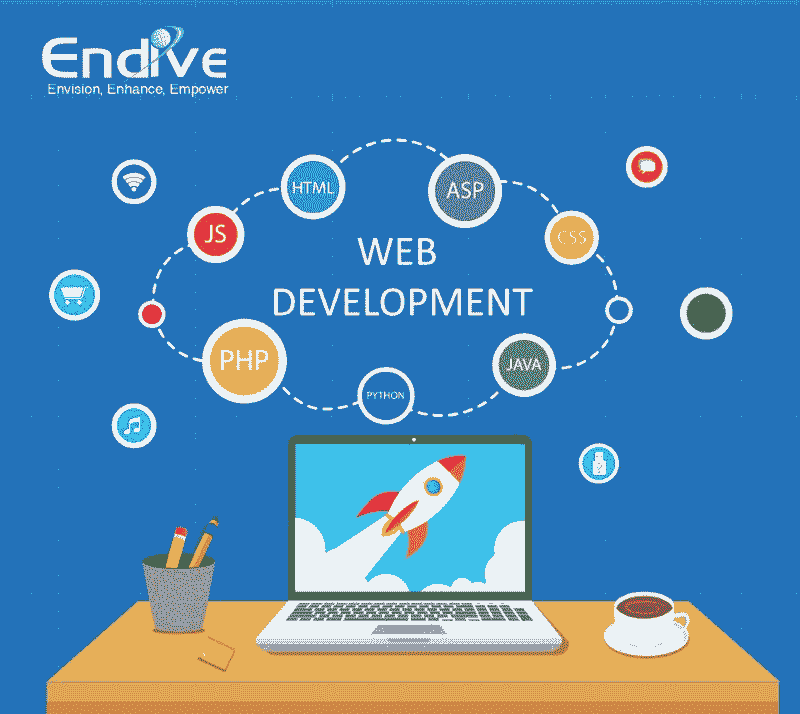 Endive
Envision, Enhance, Empower
HTML
ASP
JS
CSS
WEB
DEVELOPMENT
PHP
JAVA
PYTHON